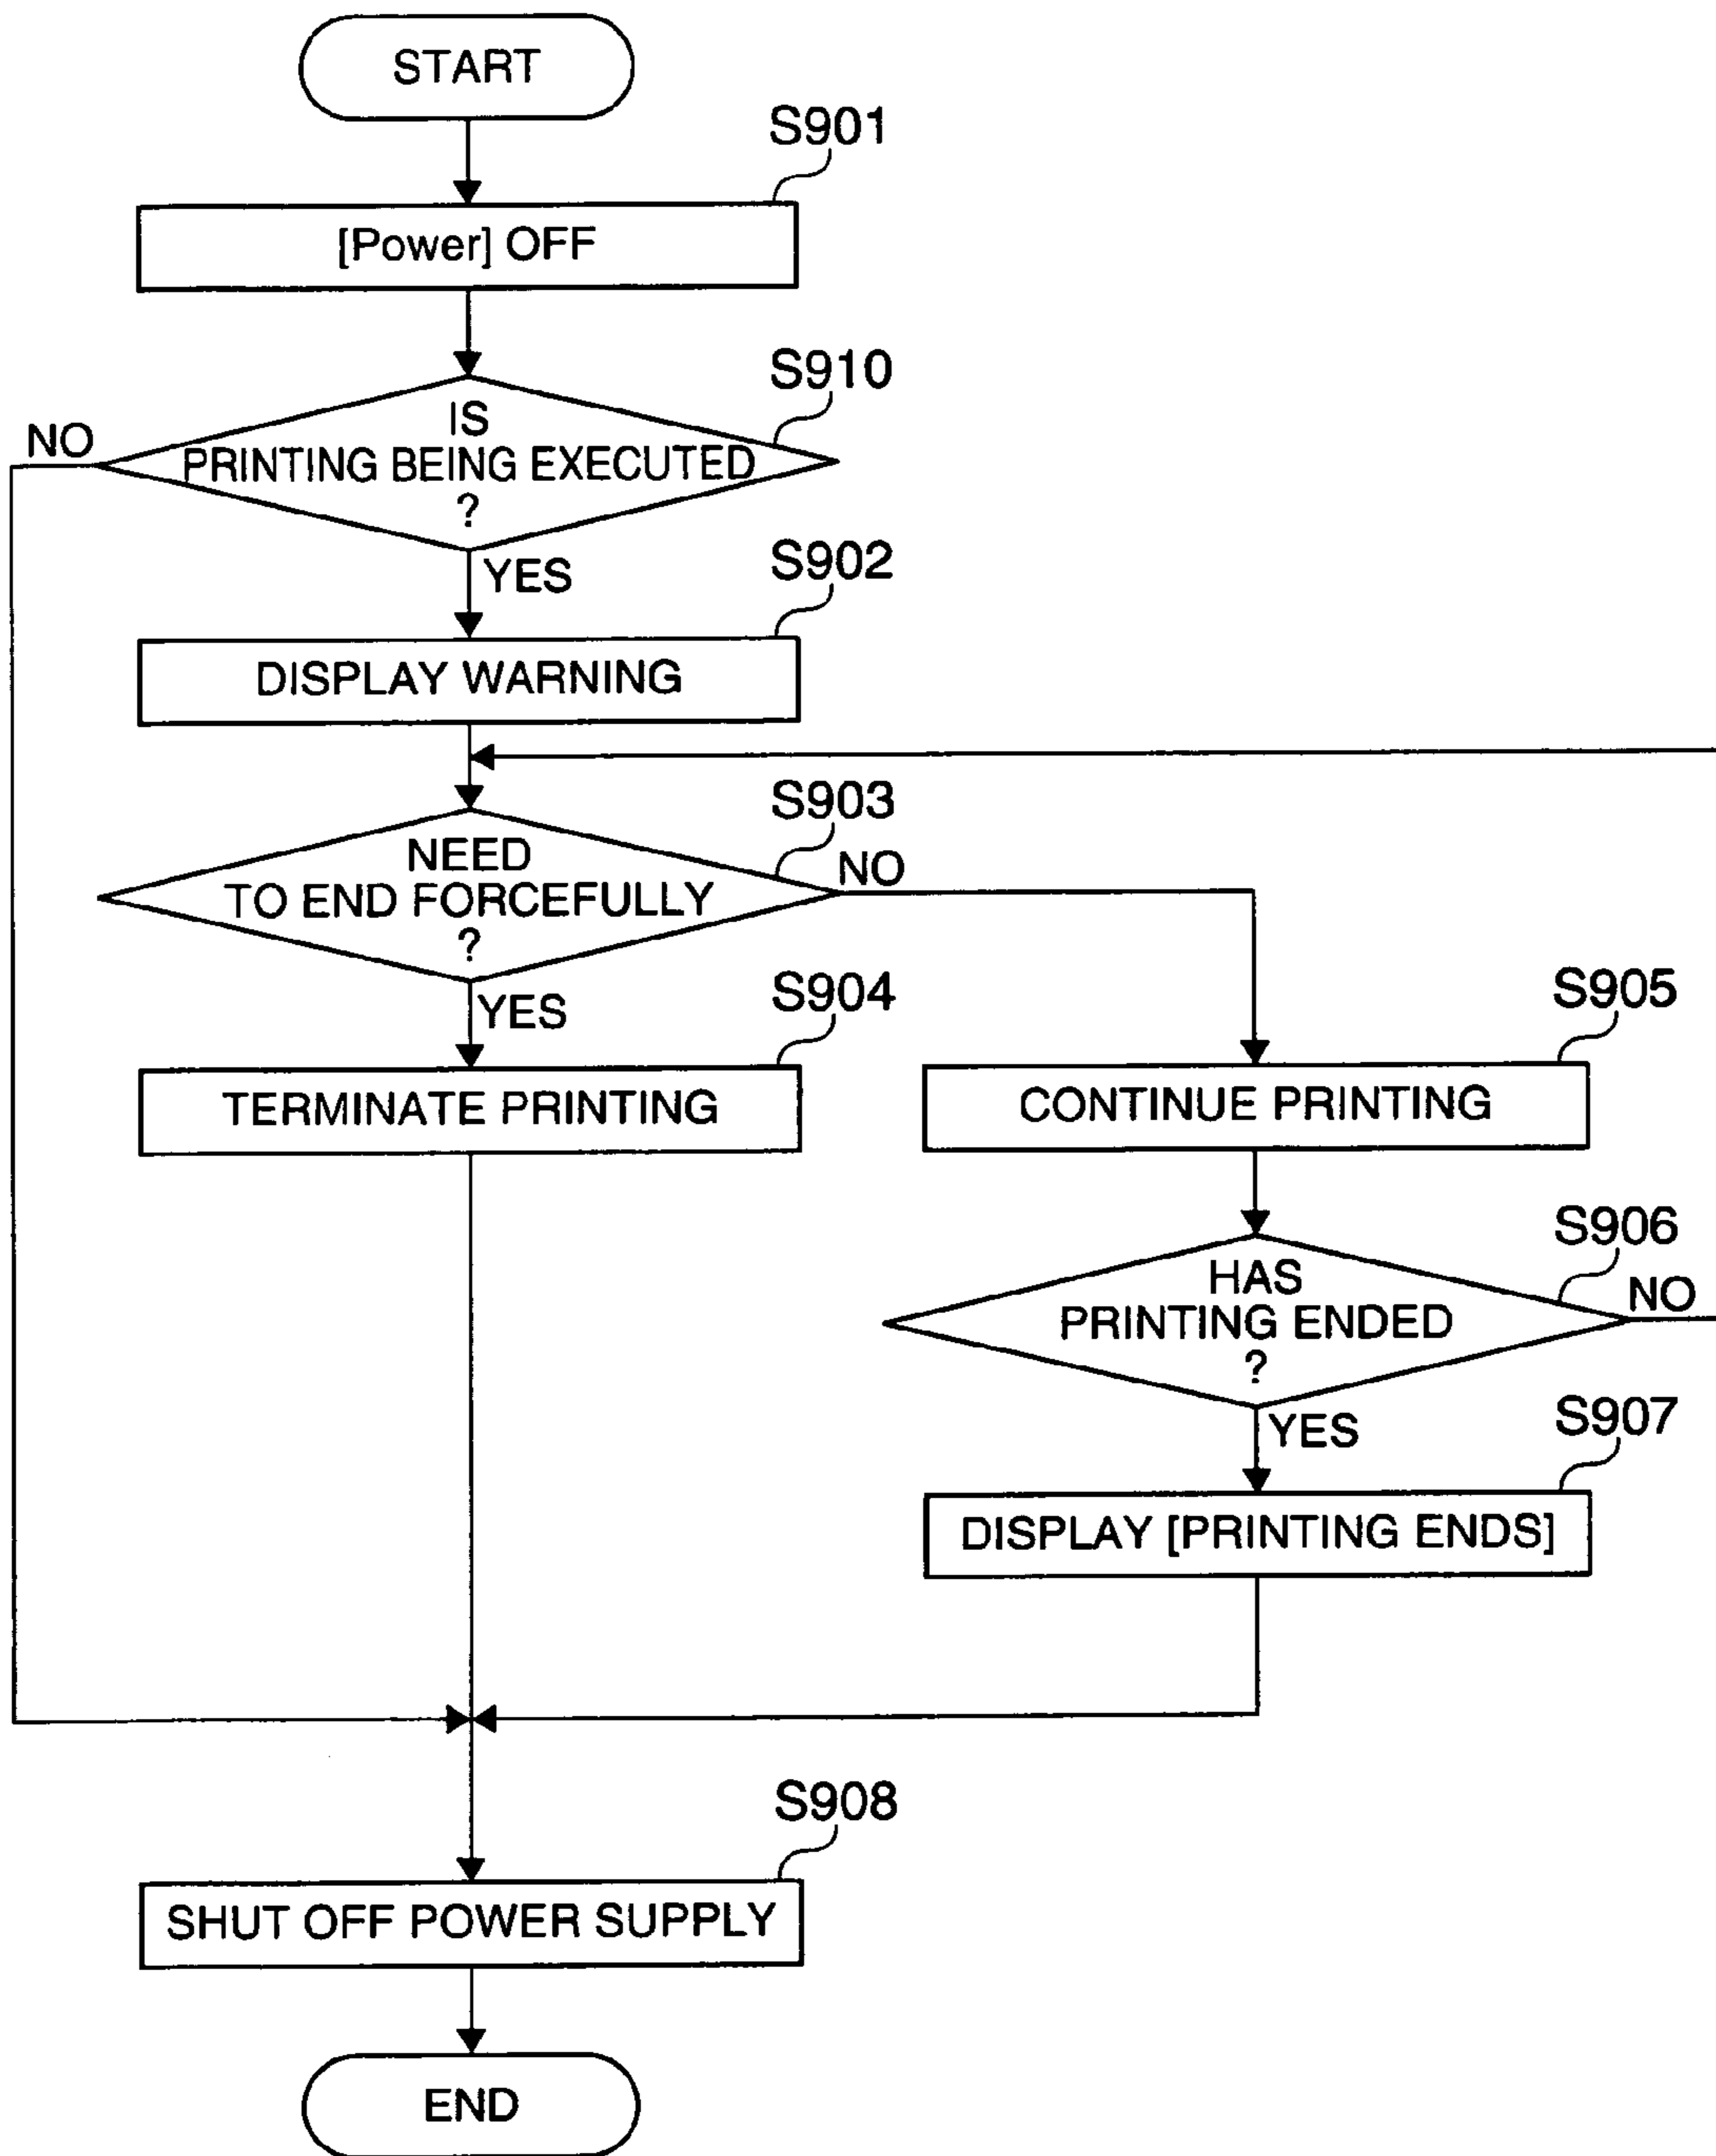 START
S901
[Power] OFF
S910
NO
IS
PRINTING BEING EXECUTED
?
YES
S902
DISPLAY WARNING
S903
NEED
TO END FORCEFULLY
?
NO
YES
S904
TERMINATE PRINTING
S905
CONTINUE PRINTING
S906
HAS
PRINTING ENDED
?
NO
YES
S907
DISPLAY [PRINTING ENDS]
S908
SHUT OFF POWER SUPPLY
END